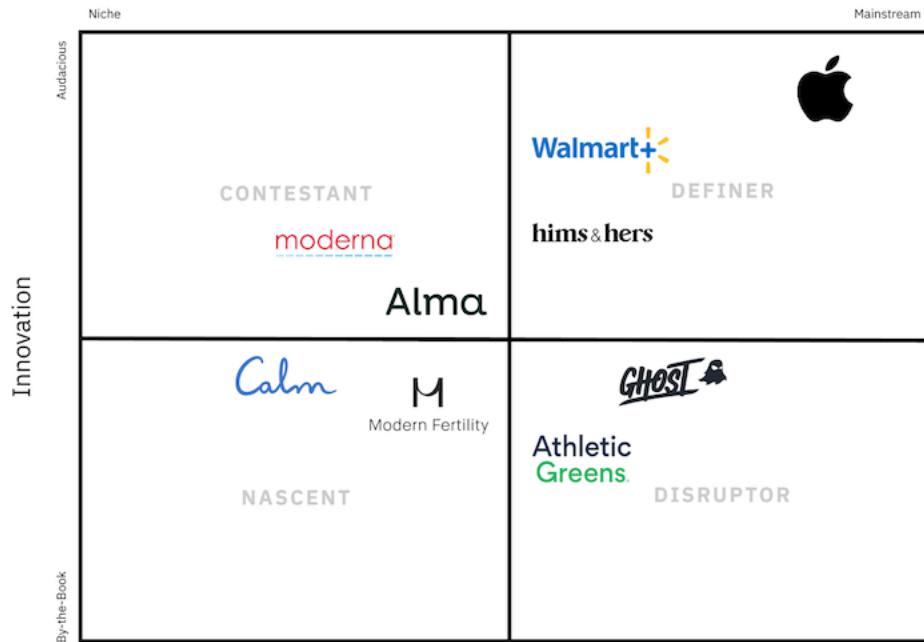 Niche
Mainstream
Audacious
Walmart+
CONTESTANT
DEFINER
moderna
hims & hers
Alma
Innovation
Calm
GHOST
Modern Fertility
Athletic
Greens.
NASCENT
DISRUPTOR
By-the-Book